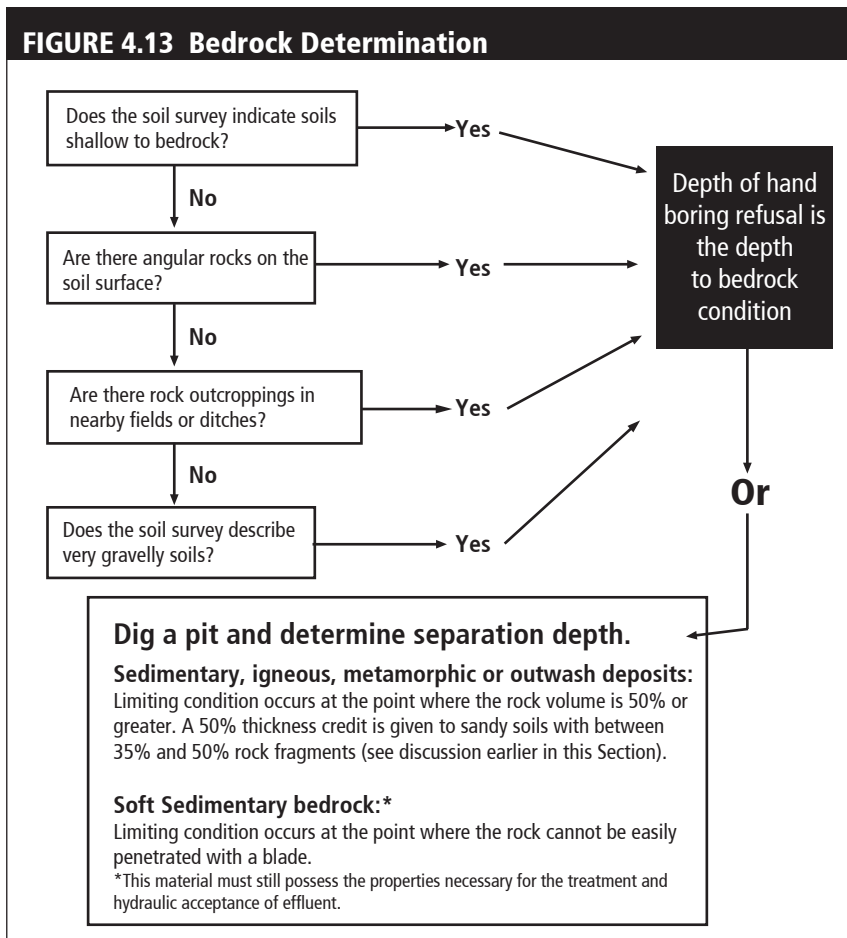 FIGURE 4.13 Bedrock Determination
Does the soil survey indicate soils
shallow to bedrock?
Yes
No
Are there angular rocks on the
soil surface?
Yes
No
Are there rock outcroppings in
nearby fields or ditches?
Yes
No
Does the soil survey describe
very gravelly soils?
Yes
Depth of hand
boring refusal is
the depth
to bedrock
condition
Or
Dig a pit and determine separation depth.
Sedimentary, igneous, metamorphic or outwash deposits:
Limiting condition occurs at the point where the rock volume is 50% or
greater. A 50% thickness credit is given to sandy soils with between
35% and 50% rock fragments (see discussion earlier in this Section).
Soft Sedimentary bedrock:*
Limiting condition occurs at the point where the rock cannot be easily
penetrated with a blade.
*This material must still possess the properties necessary for the treatment and
hydraulic acceptance of effluent.